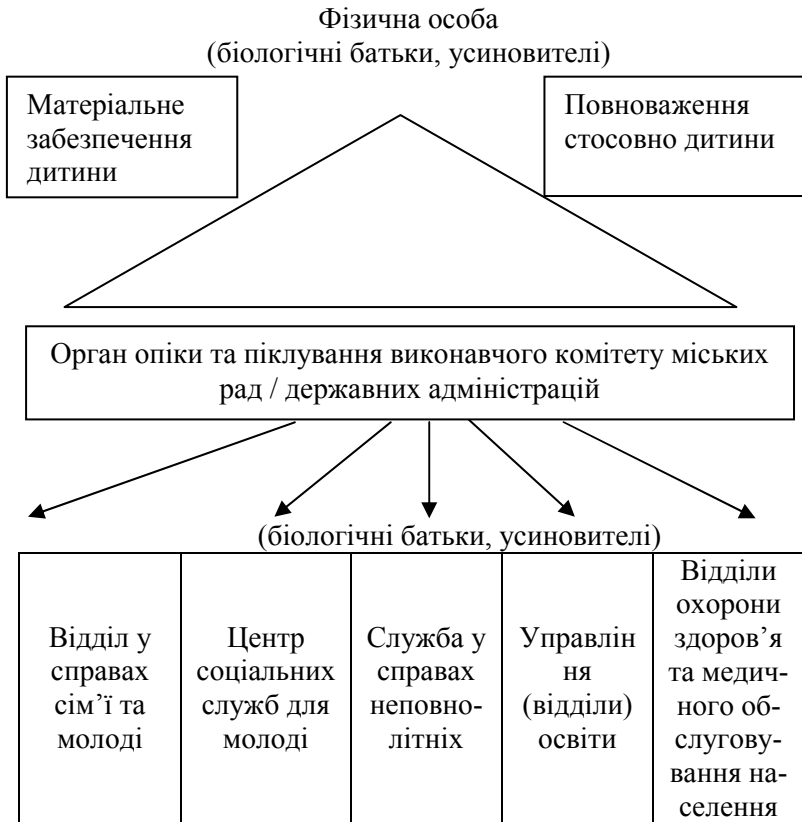 Фізична особа
(біологічні батьки, усиновителі)
Матеріальне
забезпечення
дитини
Повноваження
стосовно дитини
Орган опіки та піклування виконавчого комітету міських
рад / державних адміністрацій
(біологічні батьки, усиновителі)
Відділ у
справах
сім’ї та
молоді
Центр
соціальних
служб для
молоді
Служба у
справах
неповно-
літніх
Управлін
ня
(відділи)
освіти
Відділи
охорони
здоров’я
та медич-
ного об-
слугову-
вання на-
селення